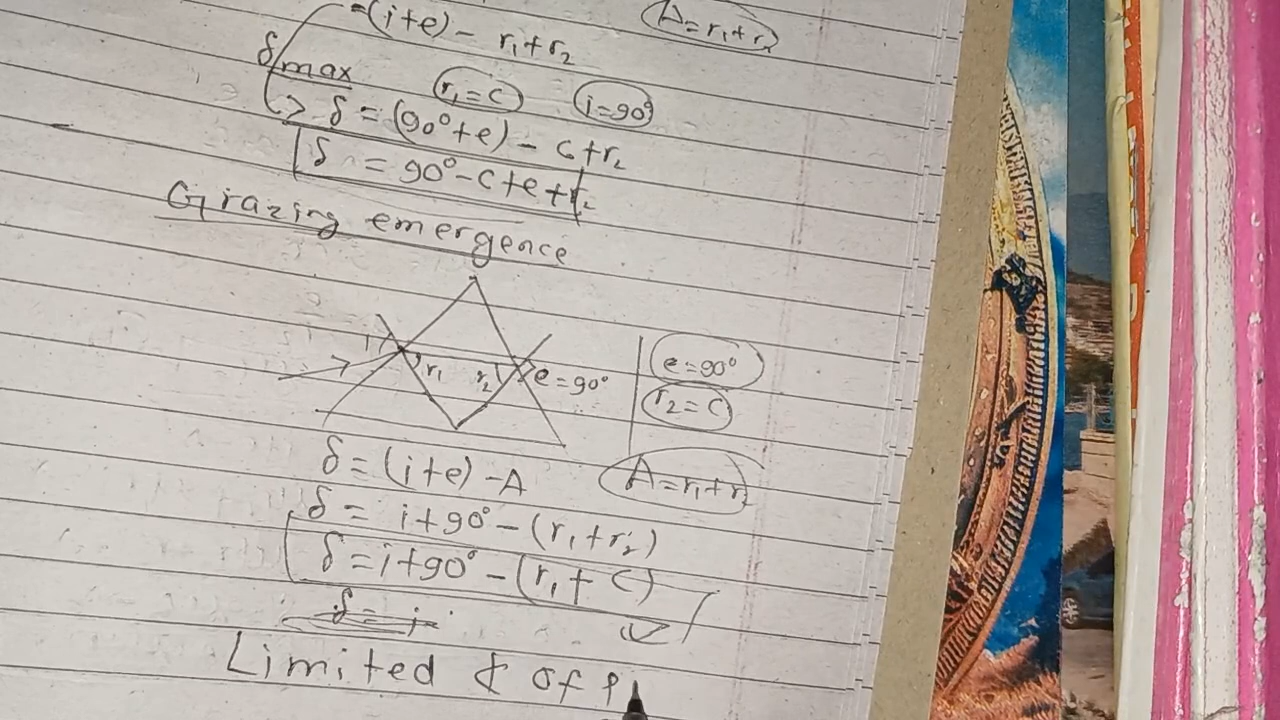 =(i+e) - r₁+r₂
A=r₁+r₂
δmax
r₁=c i=90°
δ = (90°+e) - c+r₂
δ = 90°-c+e+r₂
Grazing emergence
i
r₁ r₂ e=90°
e=90°
r₂=c
δ=(i+e)-A
A=r₁+r₂
δ = i+90°-(r₁+r₂)
δ=i+90°-(r₁+c)
δ=i
Limited & of P